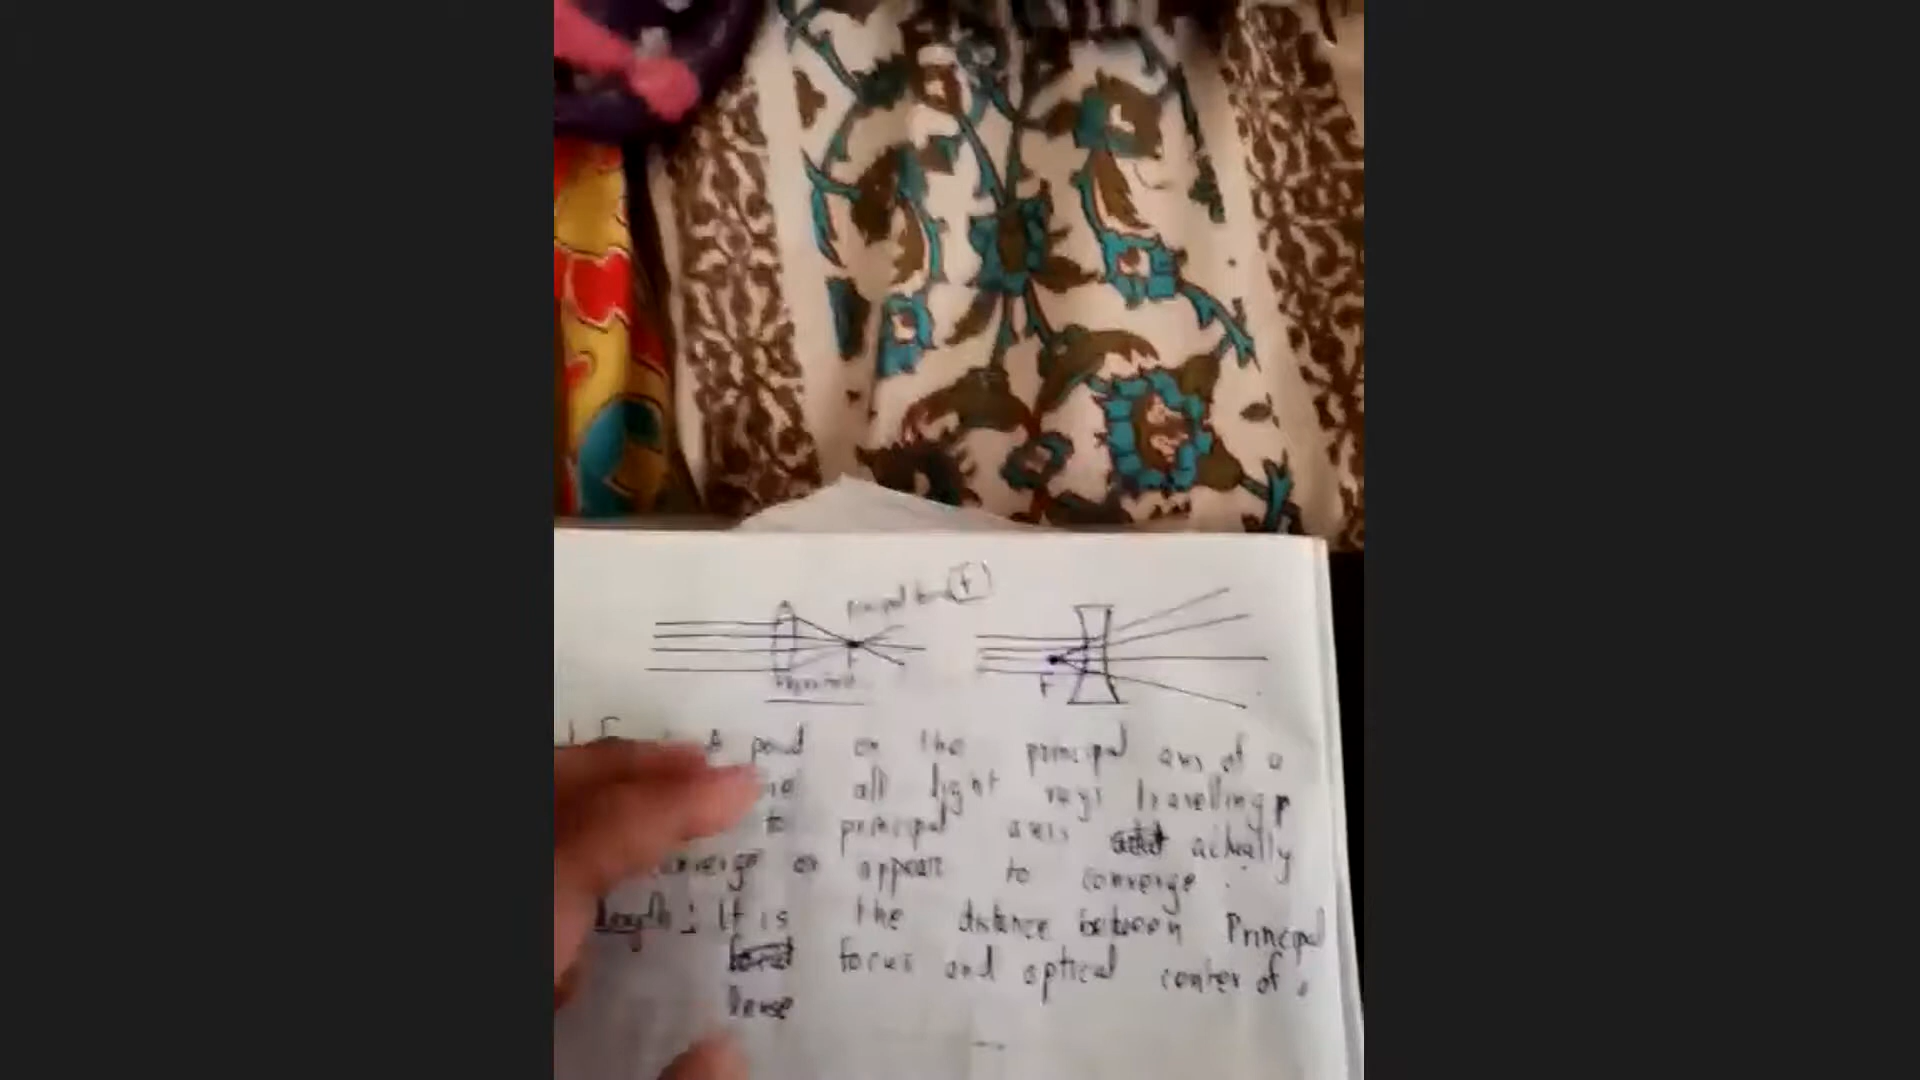 principal
F
F
A point on the principal axis of a
all light rays travelling p
to principal axis actually
converge or appear to converge.
Length: It is the distance between Principal
focus and optical center of a
lense